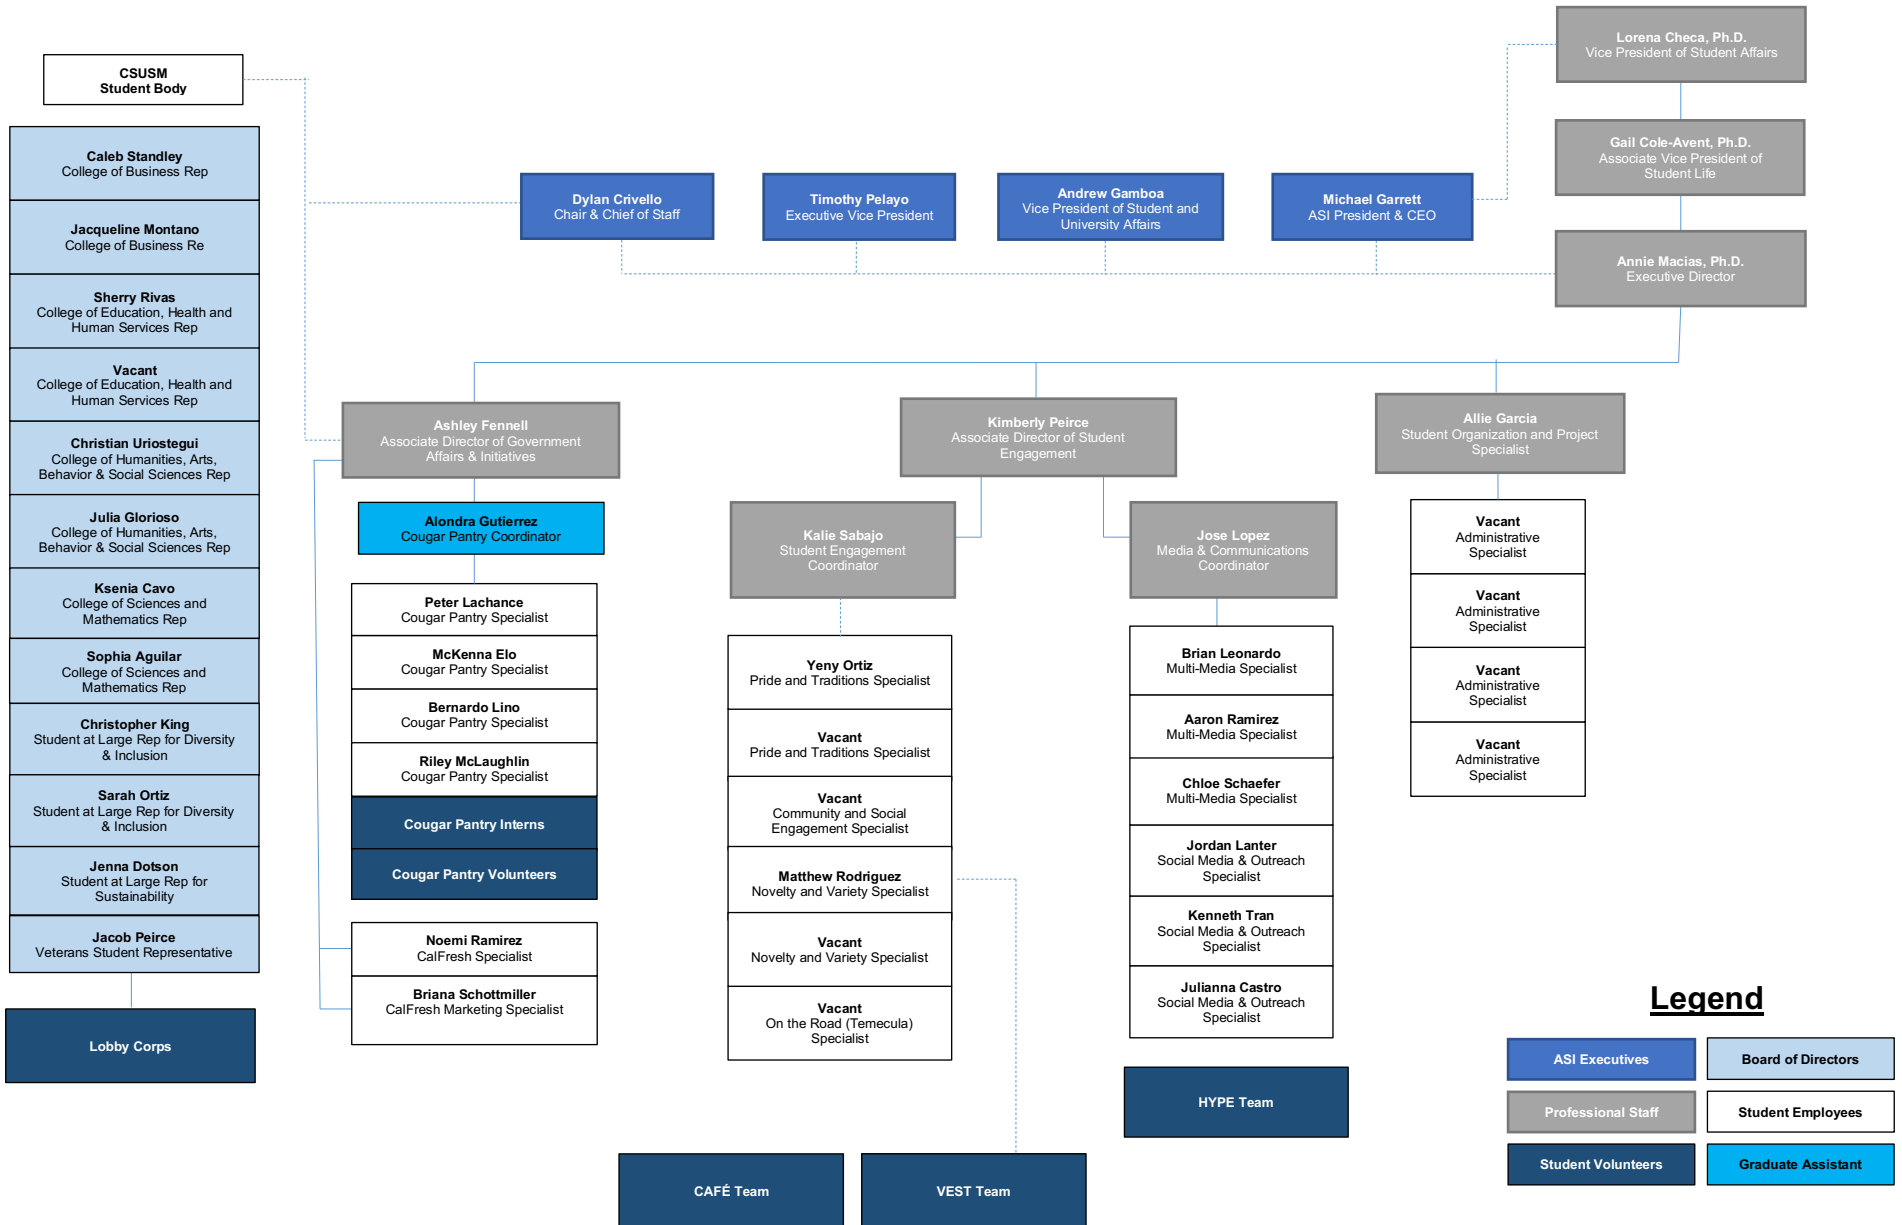 Lorena Checa, Ph.D.
Vice President of Student Affairs
CSUSM
Student Body
Gail Cole-Avent, Ph.D.
Associate Vice President of
Student Life
Dylan Crivello
Chair & Chief of Staff
Timothy Pelayo
Executive Vice President
Andrew Gamboa
Vice President of Student and
University Affairs
Michael Garrett
ASI President & CEO
Annie Macias, Ph.D.
Executive Director
Caleb Standley
College of Business Rep
Jacqueline Montano
College of Business Re
Sherry Rivas
College of Education, Health and
Human Services Rep
Vacant
College of Education, Health and
Human Services Rep
Christian Uriostegui
College of Humanities, Arts,
Behavior & Social Sciences Rep
Julia Glorioso
College of Humanities, Arts,
Behavior & Social Sciences Rep
Ksenia Cavo
College of Sciences and
Mathematics Rep
Sophia Aguilar
College of Sciences and
Mathematics Rep
Christopher King
Student at Large Rep for Diversity
& Inclusion
Sarah Ortiz
Student at Large Rep for Diversity
& Inclusion
Jenna Dotson
Student at Large Rep for
Sustainability
Jacob Peirce
Veterans Student Representative
Lobby Corps
Ashley Fennell
Associate Director of Government
Affairs & Initiatives
Alondra Gutierrez
Cougar Pantry Coordinator
Peter Lachance
Cougar Pantry Specialist
McKenna Elo
Cougar Pantry Specialist
Bernardo Lino
Cougar Pantry Specialist
Riley McLaughlin
Cougar Pantry Specialist
Cougar Pantry Interns
Cougar Pantry Volunteers
Noemi Ramirez
CalFresh Specialist
Briana Schottmiller
CalFresh Marketing Specialist
Kimberly Peirce
Associate Director of Student
Engagement
Kalie Sabajo
Student Engagement
Coordinator
Yeny Ortiz
Pride and Traditions Specialist
Vacant
Pride and Traditions Specialist
Vacant
Community and Social
Engagement Specialist
Matthew Rodriguez
Novelty and Variety Specialist
Vacant
Novelty and Variety Specialist
Vacant
On the Road (Temecula)
Specialist
CAFÉ Team
VEST Team
Jose Lopez
Media & Communications
Coordinator
Brian Leonardo
Multi-Media Specialist
Aaron Ramirez
Multi-Media Specialist
Chloe Schaefer
Multi-Media Specialist
Jordan Lanter
Social Media & Outreach
Specialist
Kenneth Tran
Social Media & Outreach
Specialist
Julianna Castro
Social Media & Outreach
Specialist
HYPE Team
Allie Garcia
Student Organization and Project
Specialist
Vacant
Administrative
Specialist
Vacant
Administrative
Specialist
Vacant
Administrative
Specialist
Vacant
Administrative
Specialist
Legend
ASI Executives
Board of Directors
Professional Staff
Student Employees
Student Volunteers
Graduate Assistant